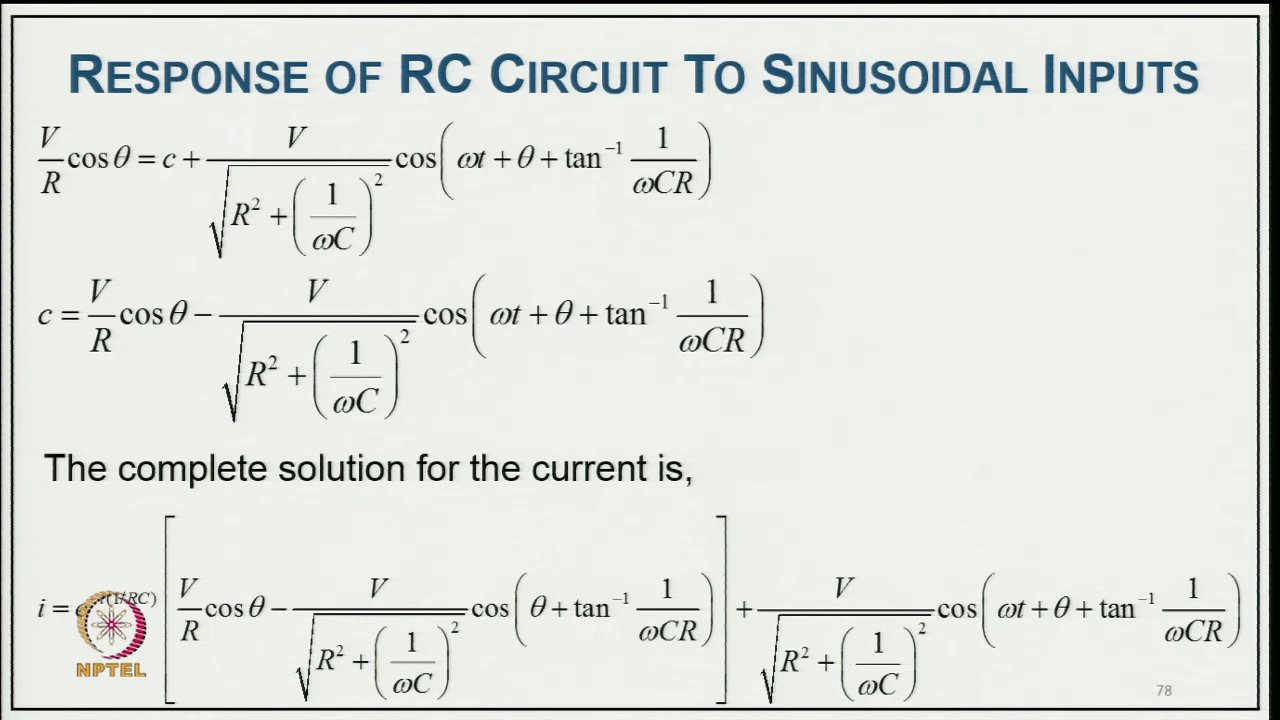 RESPONSE OF RC CIRCUIT TO SINUSOIDAL INPUTS
V/R cos θ = c + V/√(R² + (1/ωC)²) cos(ωt + θ + tan⁻¹ 1/ωCR)
c = V/R cos θ − V/√(R² + (1/ωC)²) cos(ωt + θ + tan⁻¹ 1/ωCR)
The complete solution for the current is,
i = [V/R cos θ − V/√(R² + (1/ωC)²) cos(θ + tan⁻¹ 1/ωCR)] + V/√(R² + (1/ωC)²) cos(ωt + θ + tan⁻¹ 1/ωCR)
NPTEL
78